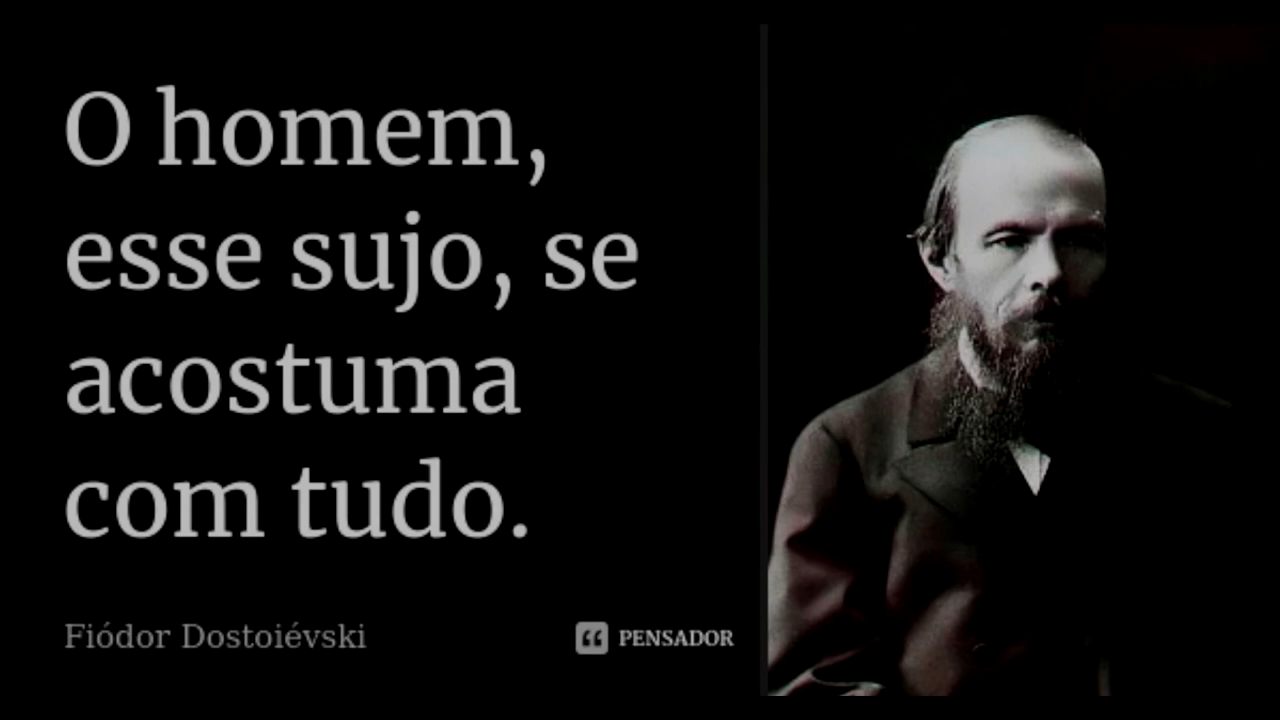 O homem,
esse sujo, se
acostuma
com tudo.
Fiódor Dostoiévski
PENSADOR